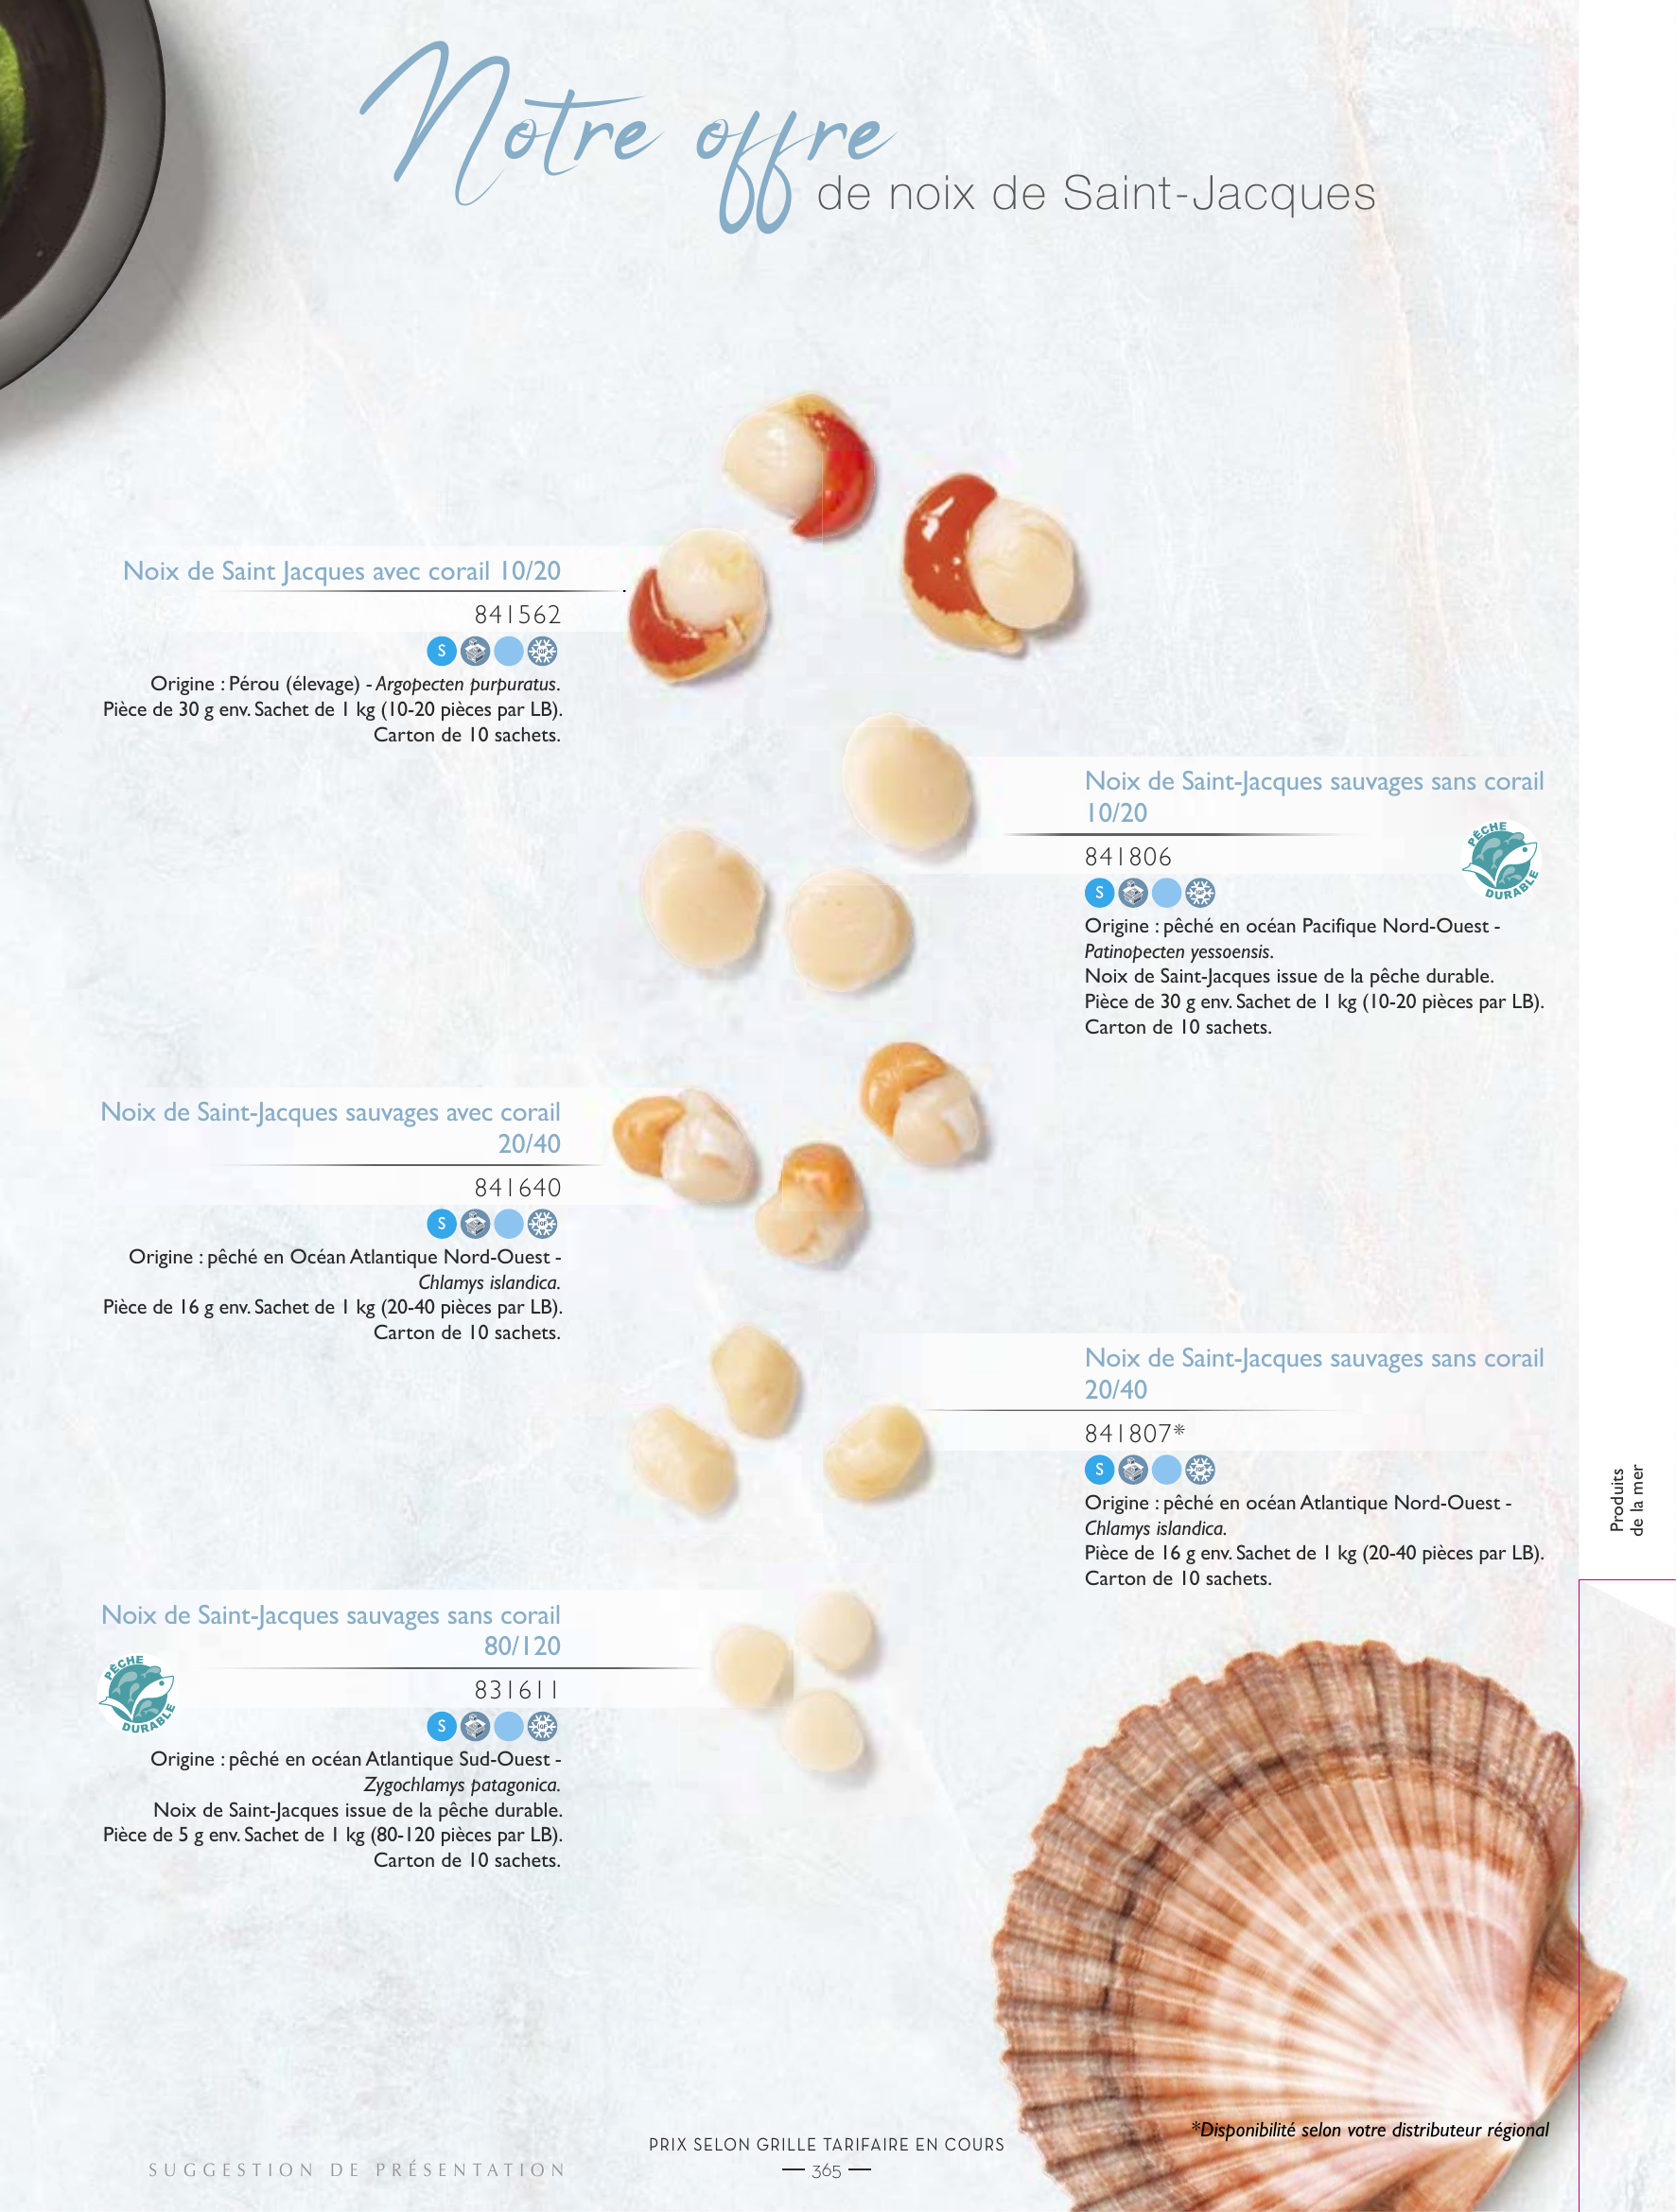 Notre offre
de noix de Saint-Jacques
Noix de Saint Jacques avec corail 10/20
841562
S IQF
Origine : Pérou (élevage) - Argopecten purpuratus.
Pièce de 30 g env. Sachet de 1 kg (10-20 pièces par LB).
Carton de 10 sachets.
Noix de Saint-Jacques sauvages sans corail
10/20
841806
PÊCHE
DURABLE
S IQF
Origine : pêché en océan Pacifique Nord-Ouest -
Patinopecten yessoensis.
Noix de Saint-Jacques issue de la pêche durable.
Pièce de 30 g env. Sachet de 1 kg (10-20 pièces par LB).
Carton de 10 sachets.
Noix de Saint-Jacques sauvages avec corail
20/40
841640
S IQF
Origine : pêché en Océan Atlantique Nord-Ouest -
Chlamys islandica.
Pièce de 16 g env. Sachet de 1 kg (20-40 pièces par LB).
Carton de 10 sachets.
Noix de Saint-Jacques sauvages sans corail
20/40
841807*
S IQF
Origine : pêché en océan Atlantique Nord-Ouest -
Chlamys islandica.
Pièce de 16 g env. Sachet de 1 kg (20-40 pièces par LB).
Carton de 10 sachets.
Produits
de la mer
Noix de Saint-Jacques sauvages sans corail
80/120
831611
PÊCHE
DURABLE
S IQF
Origine : pêché en océan Atlantique Sud-Ouest -
Zygochlamys patagonica.
Noix de Saint-Jacques issue de la pêche durable.
Pièce de 5 g env. Sachet de 1 kg (80-120 pièces par LB).
Carton de 10 sachets.
*Disponibilité selon votre distributeur régional
PRIX SELON GRILLE TARIFAIRE EN COURS
— 365 —
SUGGESTION DE PRÉSENTATION